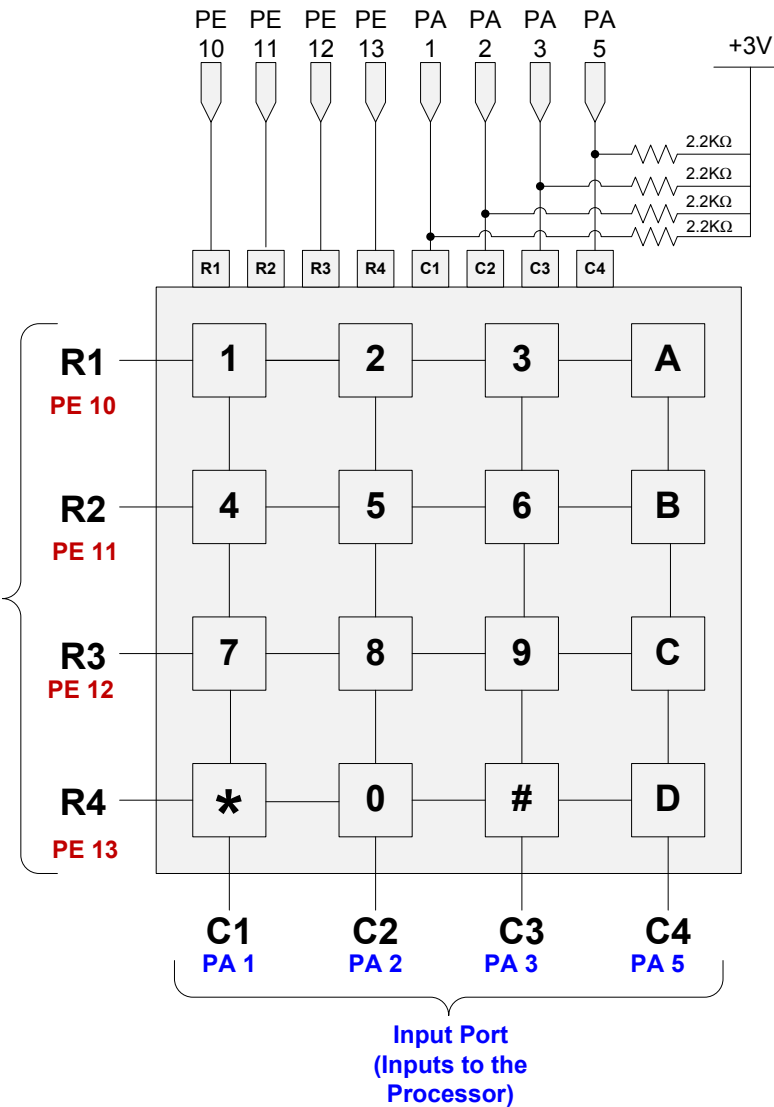 PE PE PE PE PA PA PA PA
10 11 12 13 1 2 3 5
+3V
2.2KΩ
2.2KΩ
2.2KΩ
2.2KΩ
R1 R2 R3 R4 C1 C2 C3 C4
R1 1 2 3 A
PE 10
R2 4 5 6 B
PE 11
R3 7 8 9 C
PE 12
R4 * 0 # D
PE 13
C1 C2 C3 C4
PA 1 PA 2 PA 3 PA 5
Input Port
(Inputs to the
Processor)